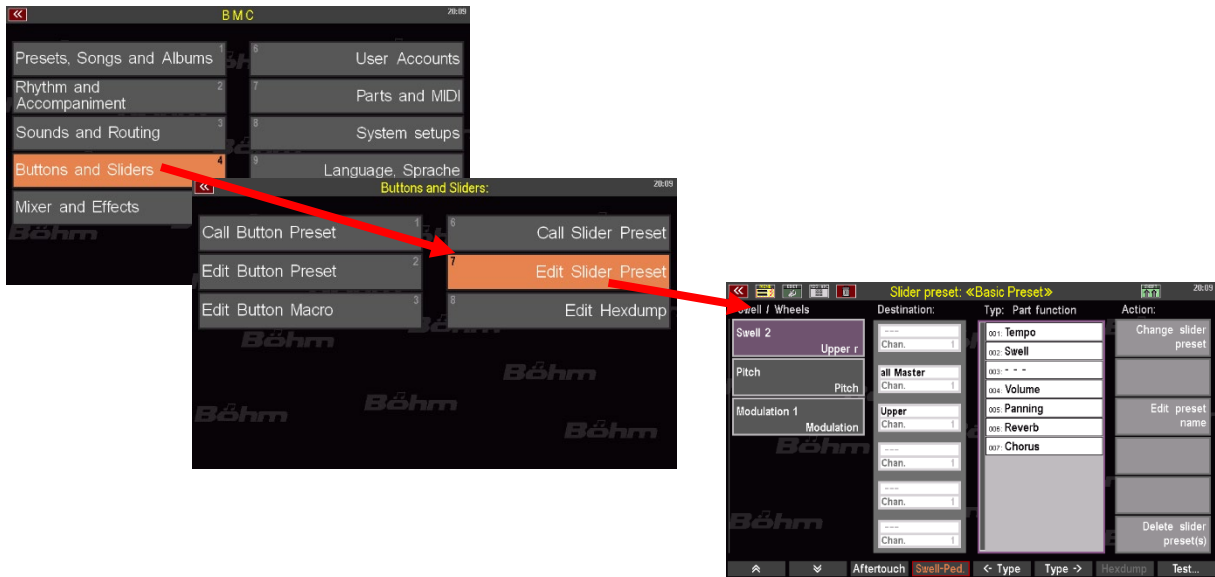 BMC
20:09
Presets, Songs and Albums 1
6 User Accounts
Rhythm and
Accompaniment 2
7 Parts and MIDI
Sounds and Routing 3
8 System setups
Buttons and Sliders 4
9 Language, Sprache
Mixer and Effects
Böhm
Buttons and Sliders:
20:09
Call Button Preset 1
6 Call Slider Preset
Edit Button Preset 2
7 Edit Slider Preset
Edit Button Macro 3
8 Edit Hexdump
Böhm
Böhm
Böhm
Böhm
Böhm
Slider preset: «Basic Preset»
20:09
Swell / Wheels
Destination:
Typ: Part function
Action:
Swell 2
Upper r
Pitch
Pitch
Modulation 1
Modulation
---
Chan. 1
all Master
Chan. 1
Upper
Chan. 1
---
Chan. 1
---
Chan. 1
---
Chan. 1
001: Tempo
002: Swell
003: - - -
004: Volume
005: Panning
006: Reverb
007: Chorus
Change slider
preset
Edit preset
name
Delete slider
preset(s)
Böhm
Böhm
Aftertouch
Swell-Ped.
<- Type
Type ->
Hexdump
Test...